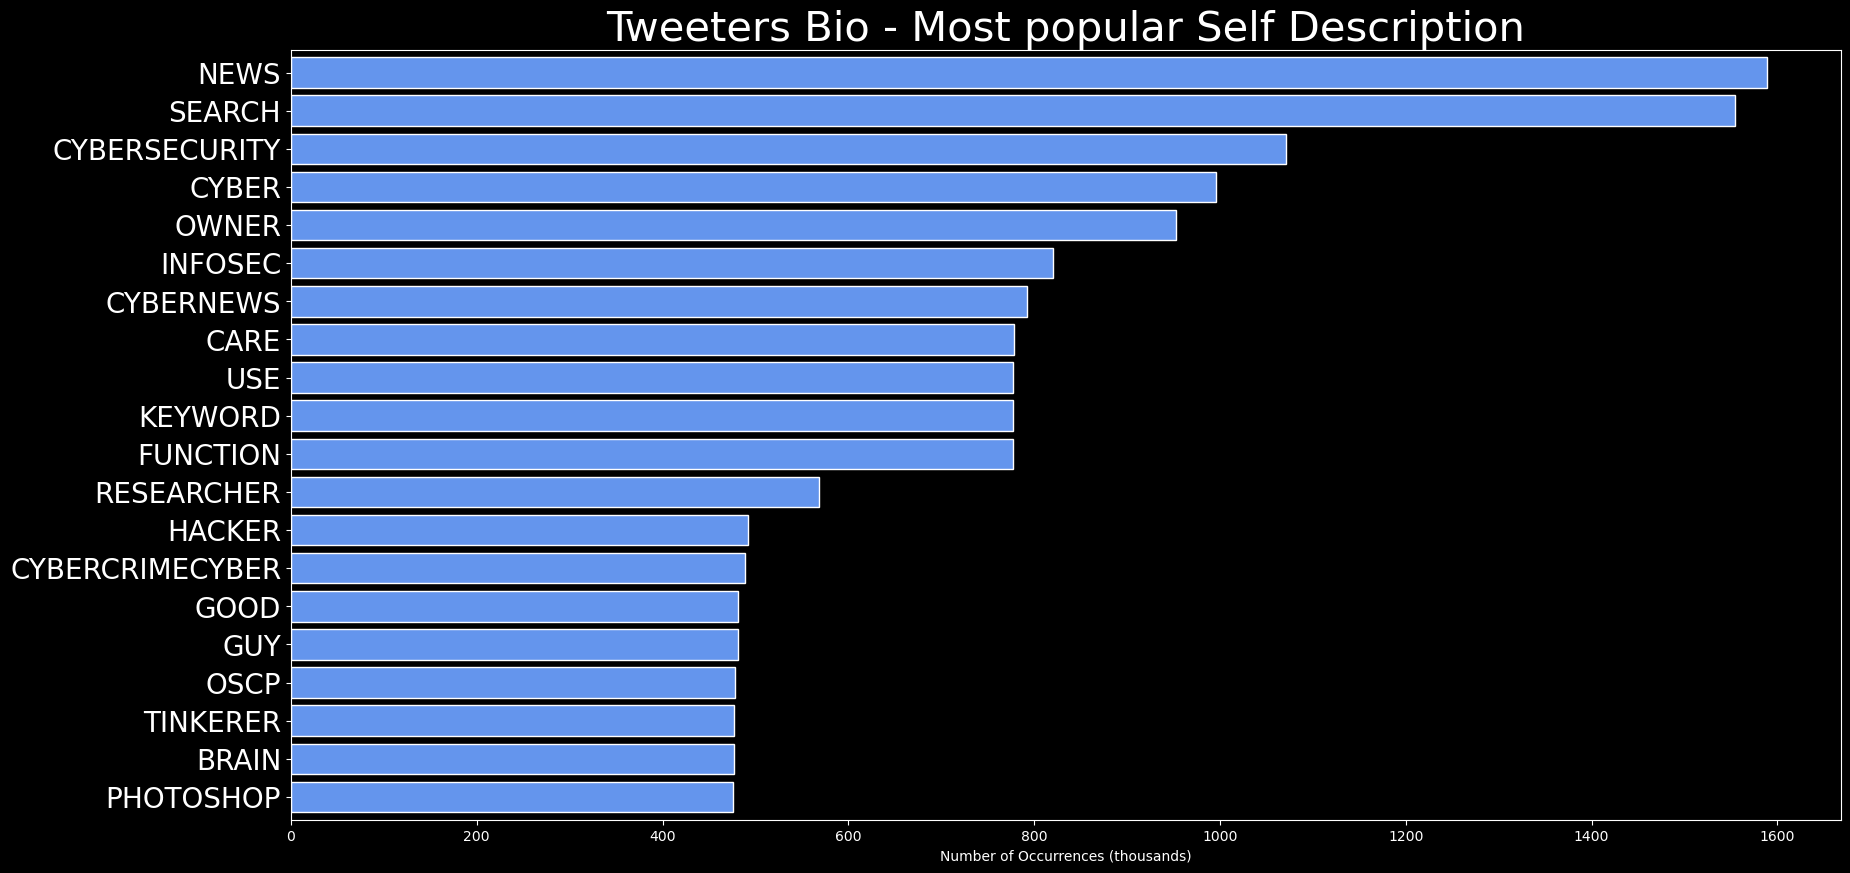 Tweeters Bio - Most popular Self Description
NEWS
SEARCH
CYBERSECURITY
CYBER
OWNER
INFOSEC
CYBERNEWS
CARE
USE
KEYWORD
FUNCTION
RESEARCHER
HACKER
CYBERCRIMECYBER
GOOD
GUY
OSCP
TINKERER
BRAIN
PHOTOSHOP
0 200 400 600 800 1000 1200 1400 1600
Number of Occurrences (thousands)